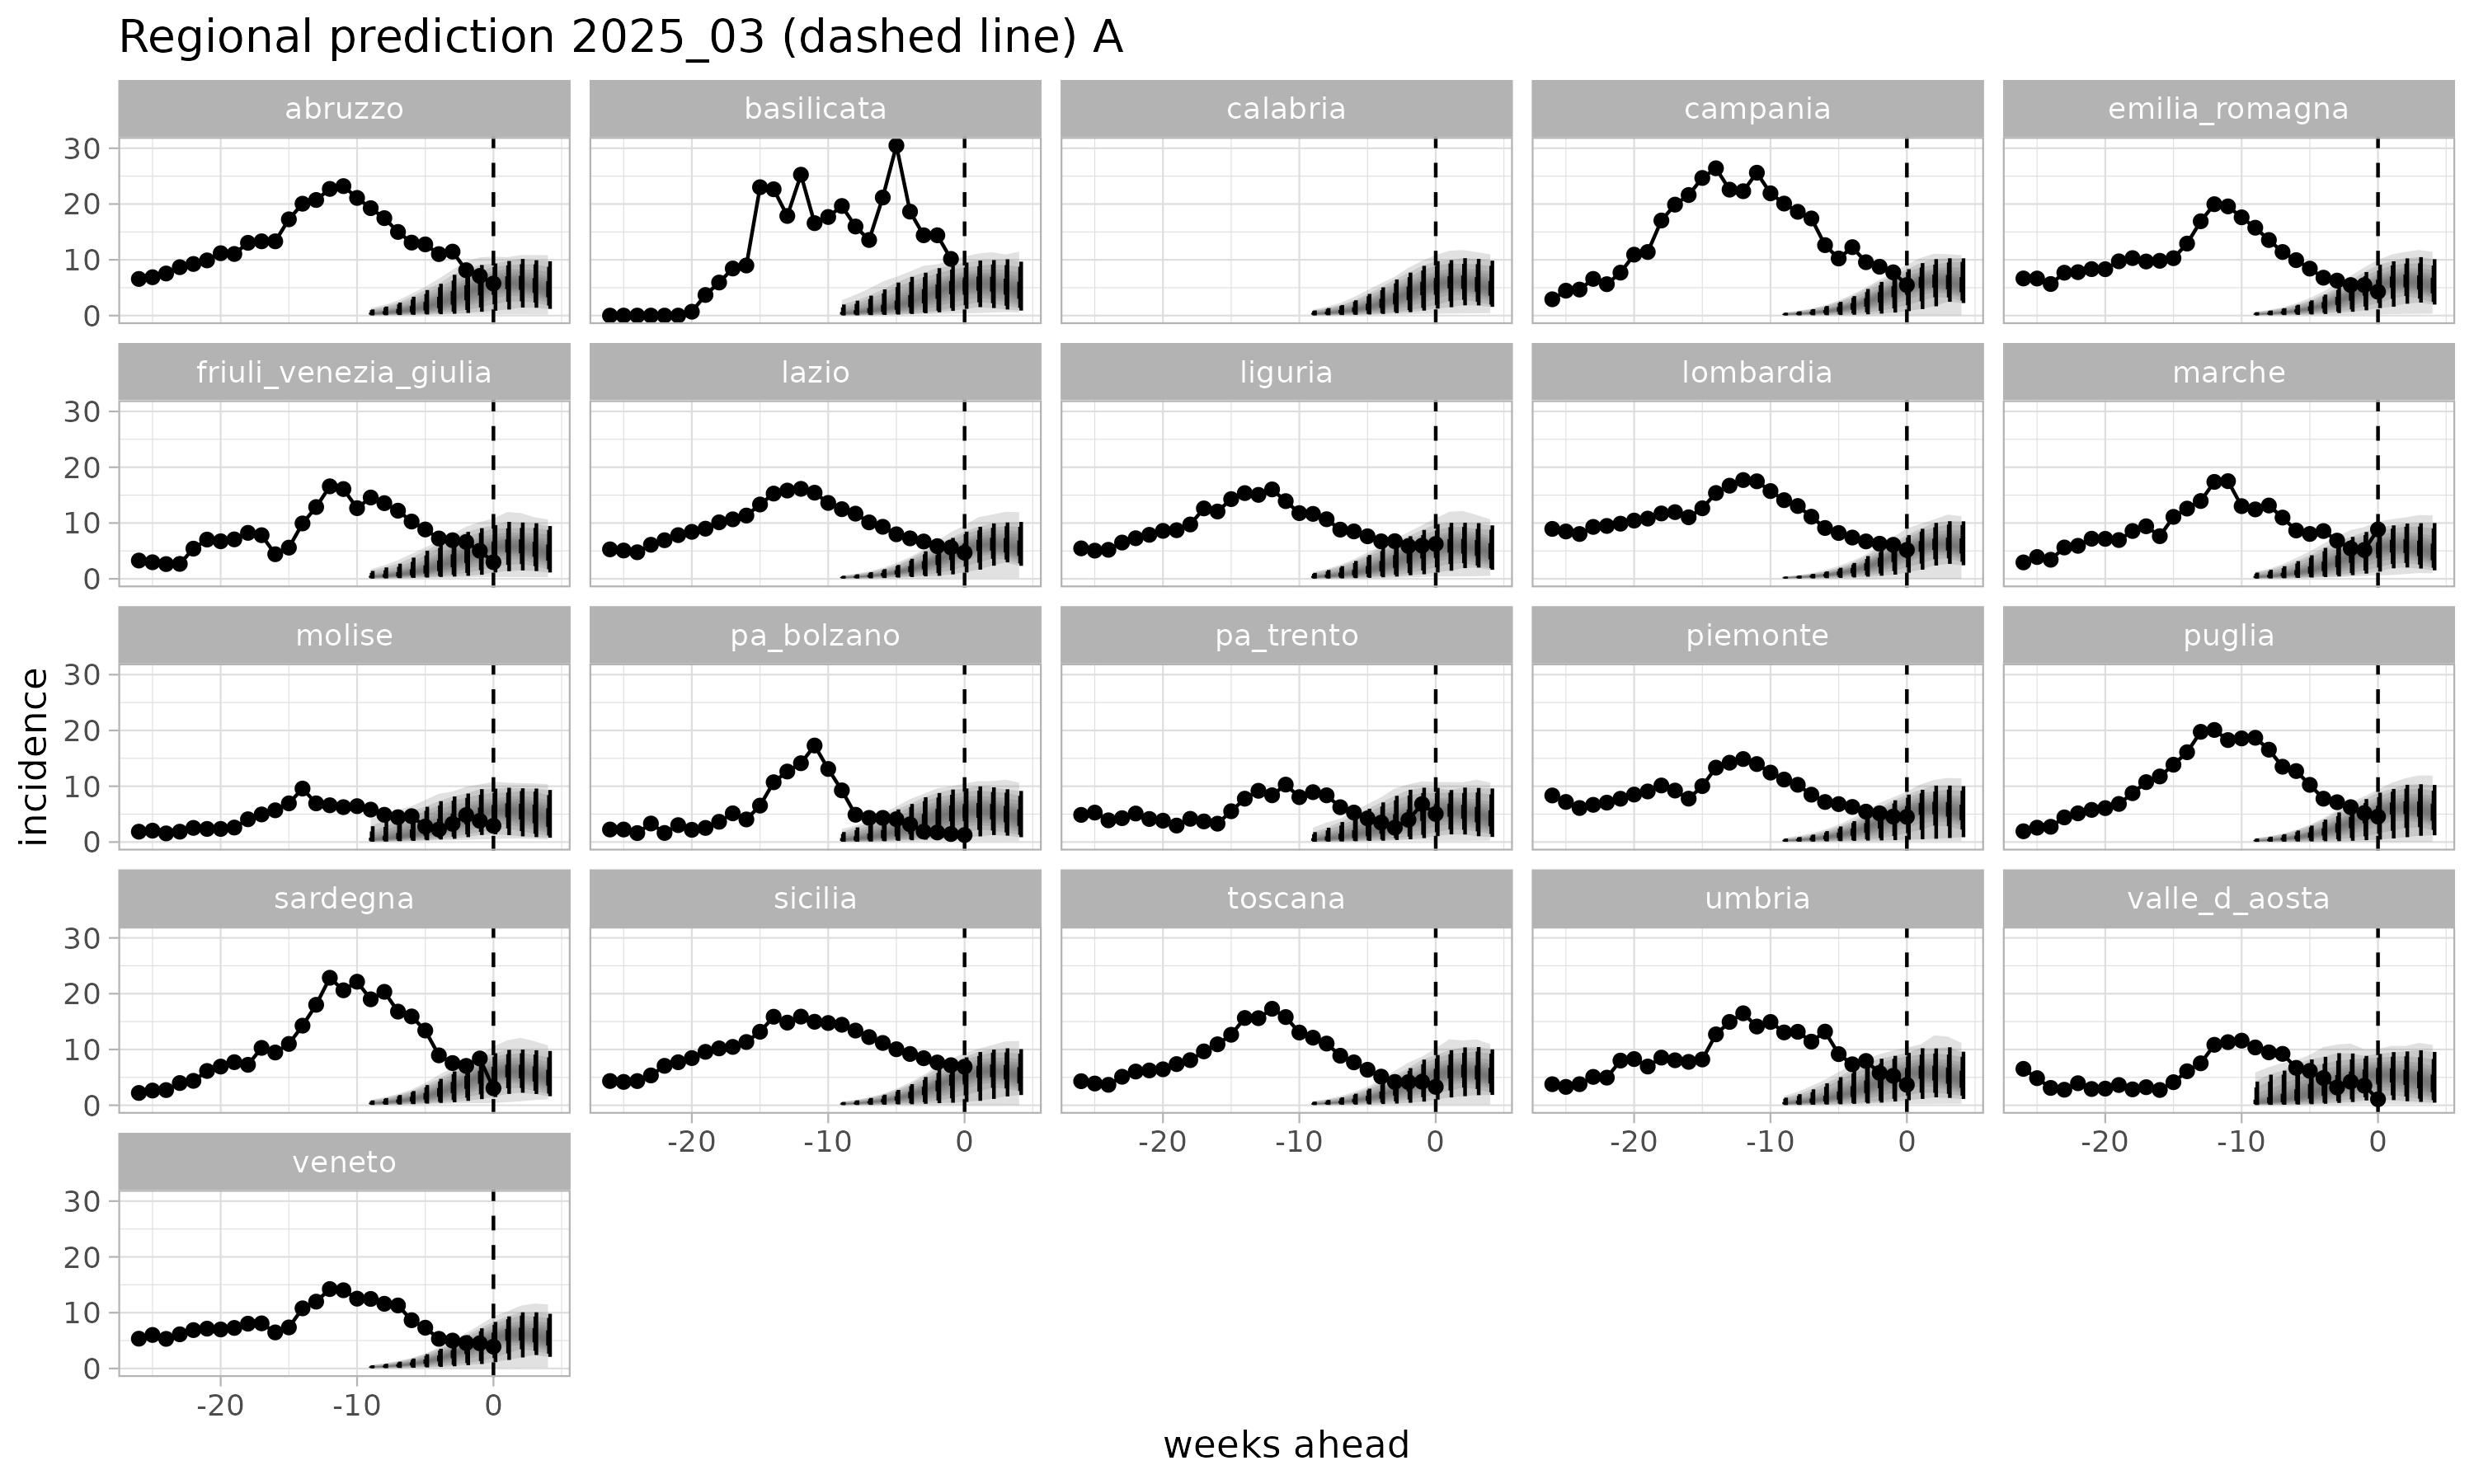 Regional prediction 2025_03 (dashed line) A
abruzzo basilicata calabria campania emilia_romagna
30
20
10
0
friuli_venezia_giulia lazio liguria lombardia marche
30
20
10
0
molise pa_bolzano pa_trento piemonte puglia
30
20
10
0
incidence
sardegna sicilia toscana umbria valle_d_aosta
30
20
10
0
-20 -10 0 -20 -10 0 -20 -10 0 -20 -10 0
veneto
30
20
10
0
-20 -10 0
weeks ahead